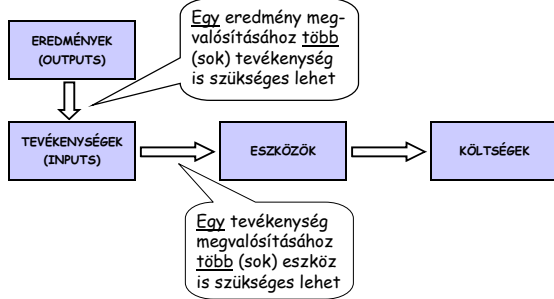 Egy eredmény meg-
valósításához több
(sok) tevékenység
is szükséges lehet
EREDMÉNYEK
(OUTPUTS)
TEVÉKENYSÉGEK
(INPUTS)
ESZKÖZÖK
KÖLTSÉGEK
Egy tevékenység
megvalósításához
több (sok) eszköz
is szükséges lehet